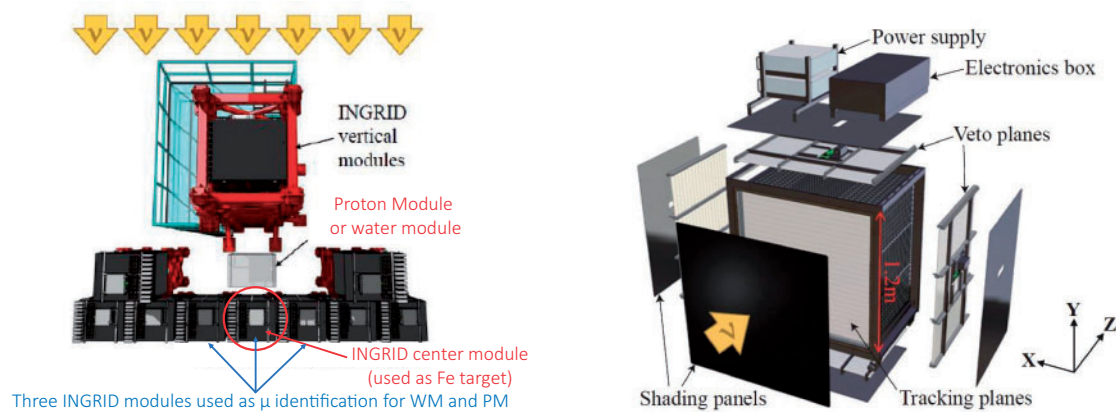 ν ν ν ν ν ν ν
INGRID
vertical
modules
Proton Module
or water module
INGRID center module
(used as Fe target)
Three INGRID modules used as μ identification for WM and PM
Power supply
Electronics box
Veto planes
1.2m
ν
Y
Z
X
Shading panels
Tracking planes